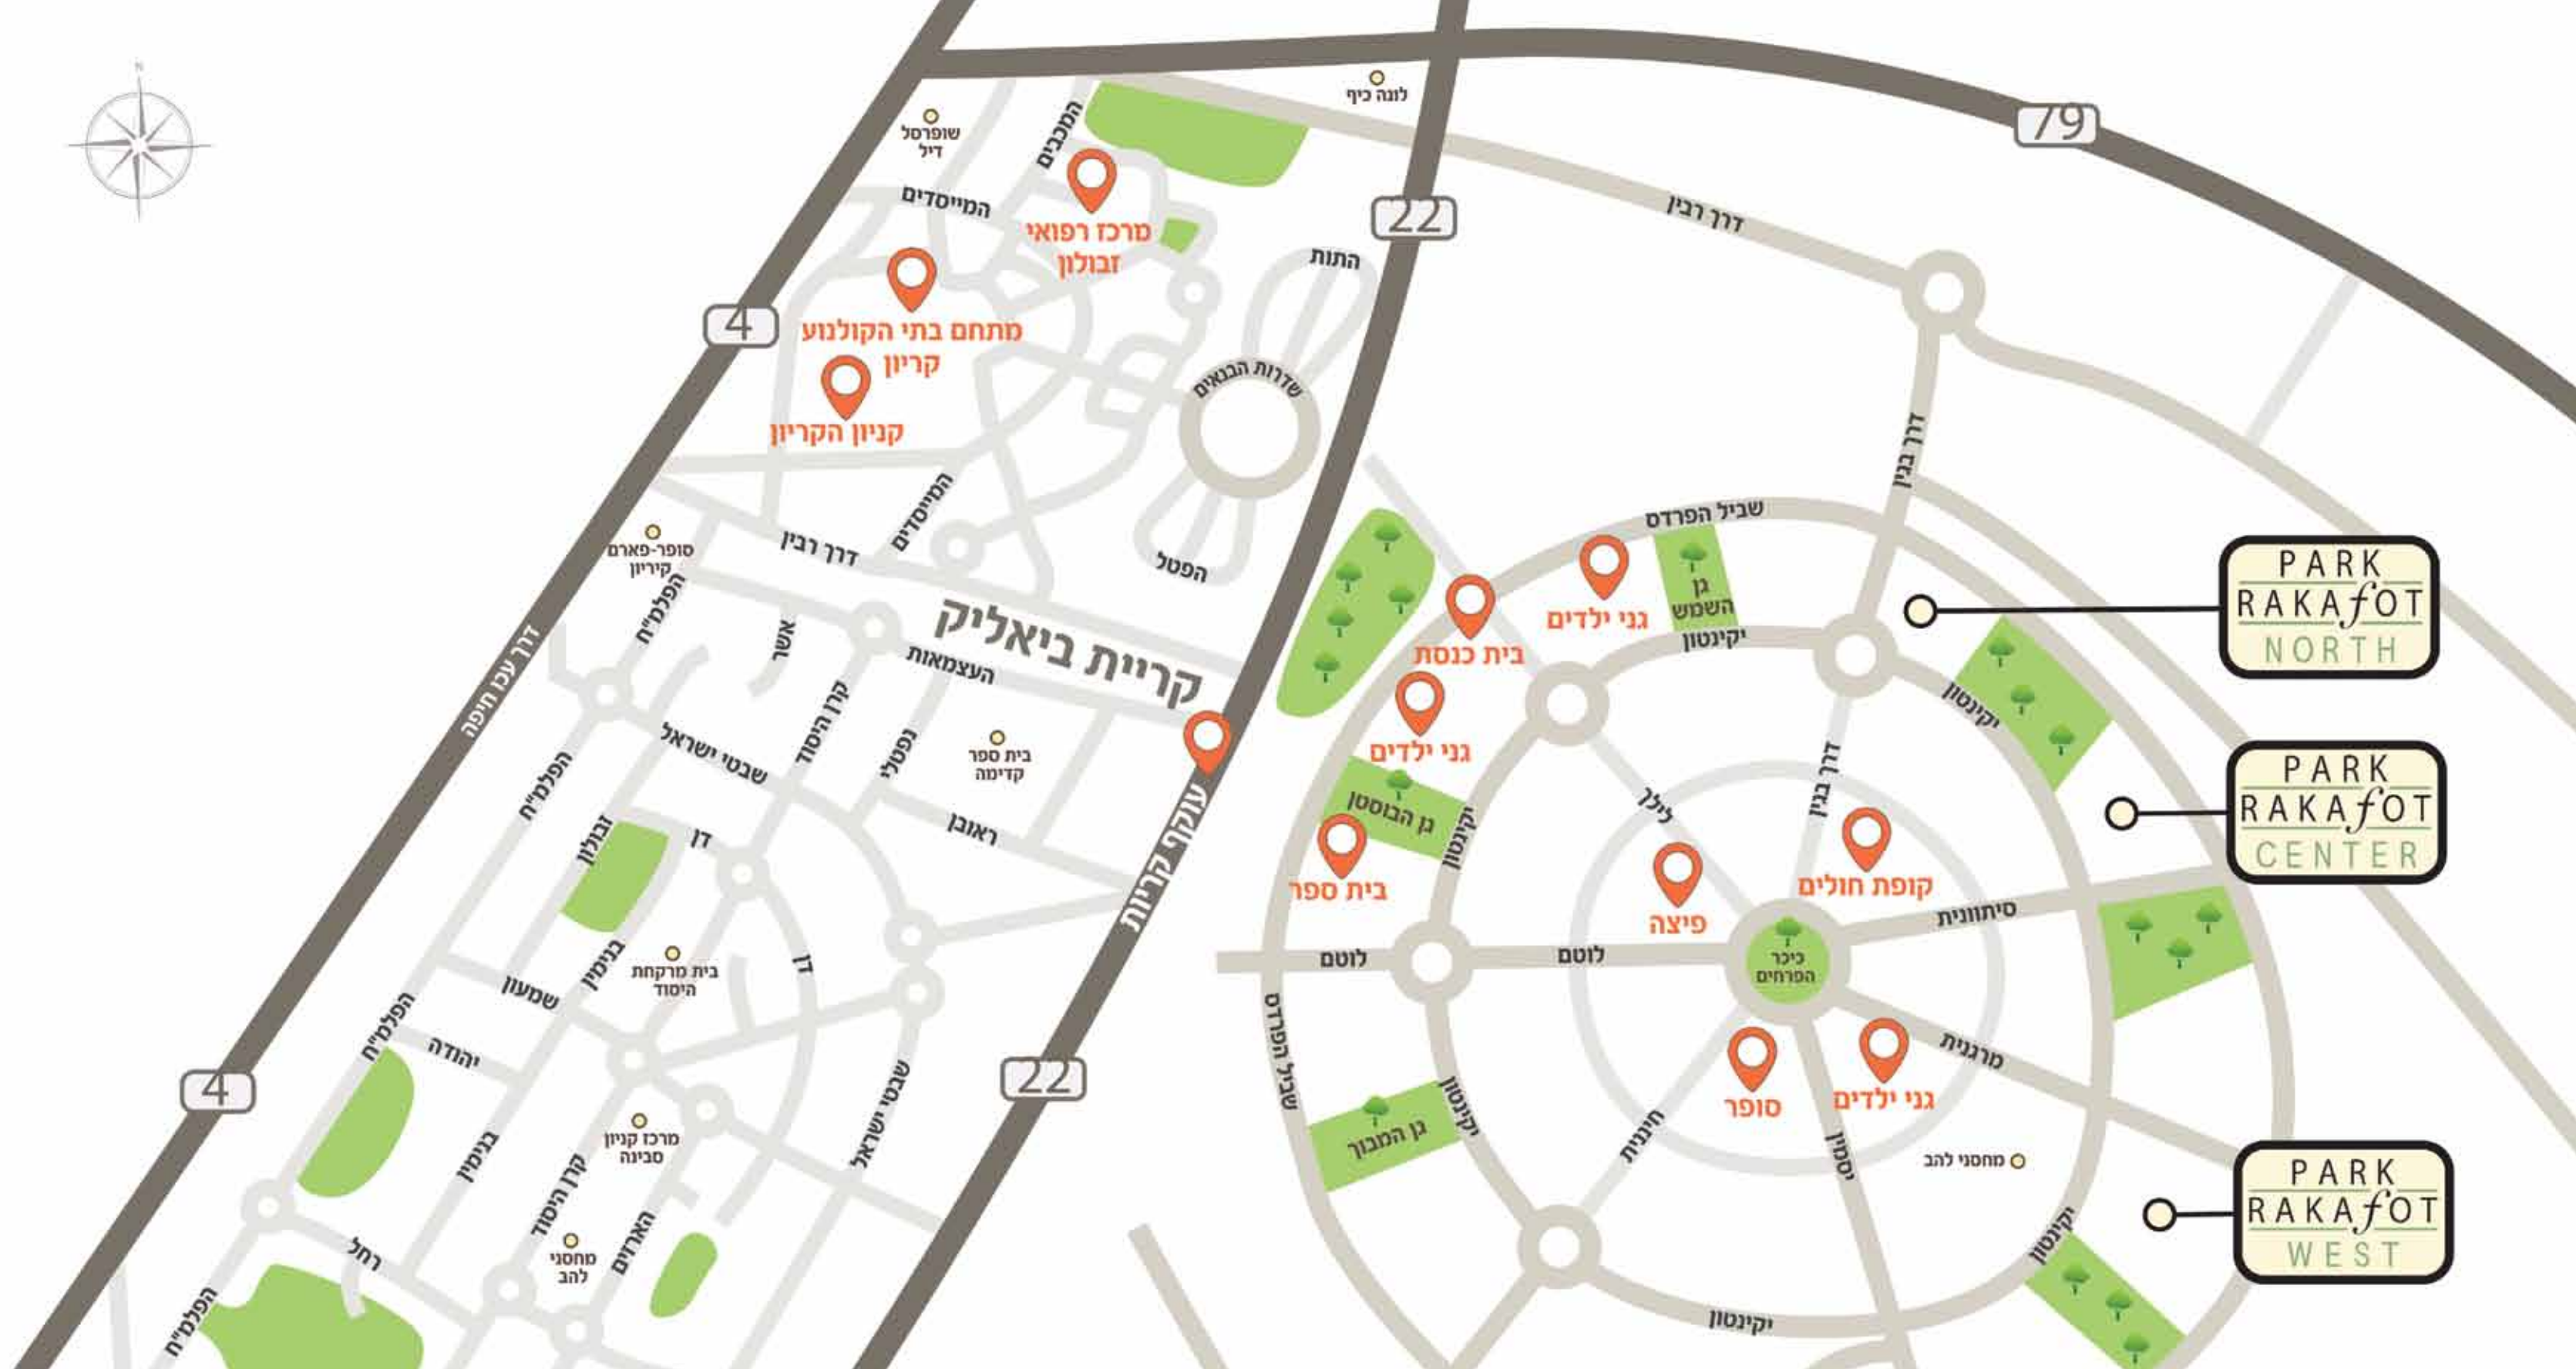 N
לונה כיף
79
שופרסל
דיל
המכבים
המייסדים
מרכז רפואי
זבולון
22
דרך רבין
התות
מתחם בתי הקולנוע
קריון
4
קניון הקריון
שדרות הבנאים
דרך בגין
סופר-פארם
קיריון
דרך רבין
המייסדים
הפטל
שביל הפרדס
גן
השמש
גני ילדים
יקינטון
בית כנסת
גני ילדים
PARK
RAKAfOT
NORTH
הפלמ"ח
אשר
קריית ביאליק
העצמאות
דרך עכו חיפה
קרן היסוד
נפטלי
בית ספר
קדימה
שבטי ישראל
הפלמ"ח
ראובן
עוקף קריות
יקינטון
PARK
RAKAfOT
CENTER
גן הבוסטן
בית ספר
יקינטון
לילך
דרך בגין
קופת חולים
פיצה
סיתוונית
זבולון
דן
דן
בנימין
בית מרקחת
היסוד
שמעון
לוטם
לוטם
כיכר
הפרחים
הפלמ"ח
יהודה
4
22
שביל הפרדס
סופר
גני ילדים
מרגנית
מרכז קניון
סבינה
בנימין
קרן היסוד
שבטי ישראל
גן המבוך
יקינטון
חיננית
יסמין
מחסני להב
PARK
RAKAfOT
WEST
רחל
מחסני
להב
הארזים
הפלמ"ח
יקינטון
יקינטון